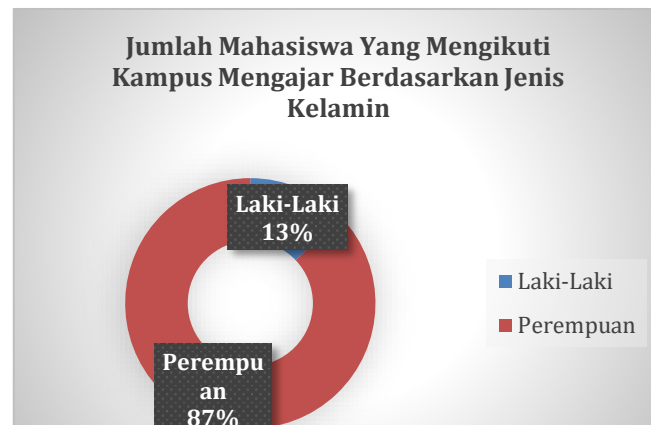 Jumlah Mahasiswa Yang Mengikuti
Kampus Mengajar Berdasarkan Jenis
Kelamin
Laki-Laki
13%
Laki-Laki
Perempuan
Perempu
an
87%